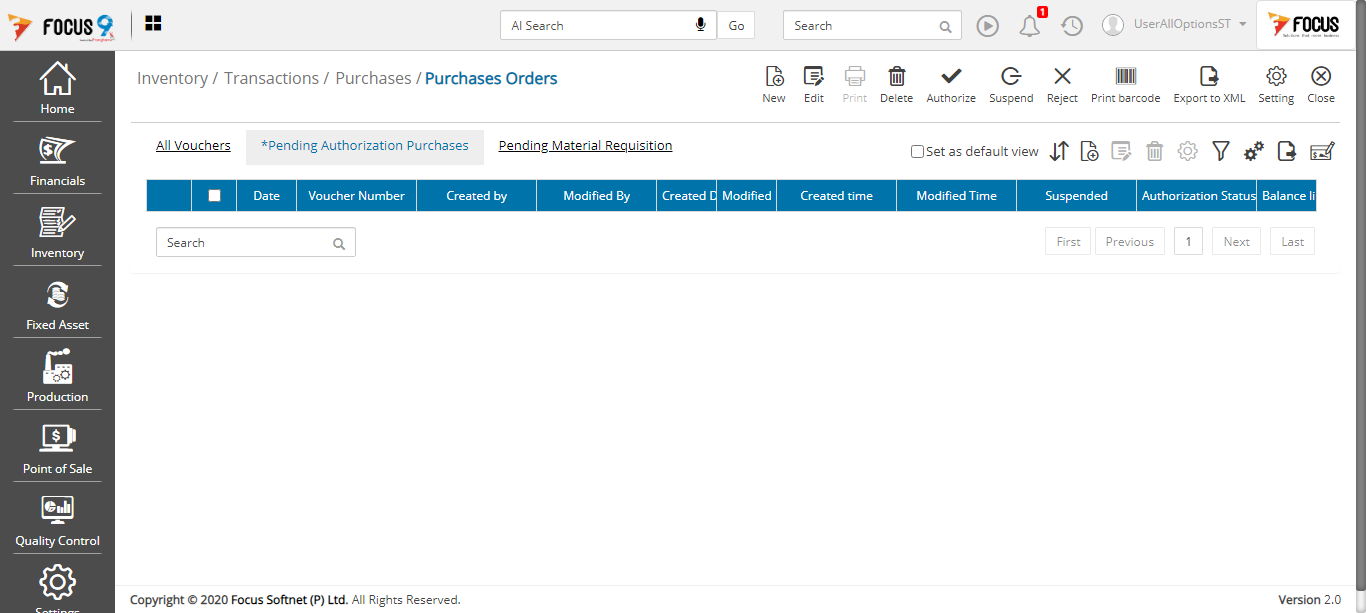 FOCUS 9
AI Search
Go
Search
1
UserAllOptionsST
FOCUS
Home
Financials
Inventory
Fixed Asset
Production
Point of Sale
Quality Control
Settings
Inventory / Transactions / Purchases / Purchases Orders
New
Edit
Print
Delete
Authorize
Suspend
Reject
Print barcode
Export to XML
Setting
Close
All Vouchers
*Pending Authorization Purchases
Pending Material Requisition
Set as default view
Date
Voucher Number
Created by
Modified By
Created D
Modified
Created time
Modified Time
Suspended
Authorization Status
Balance li
Search
First
Previous
1
Next
Last
Copyright © 2020 Focus Softnet (P) Ltd. All Rights Reserved.
Version 2.0